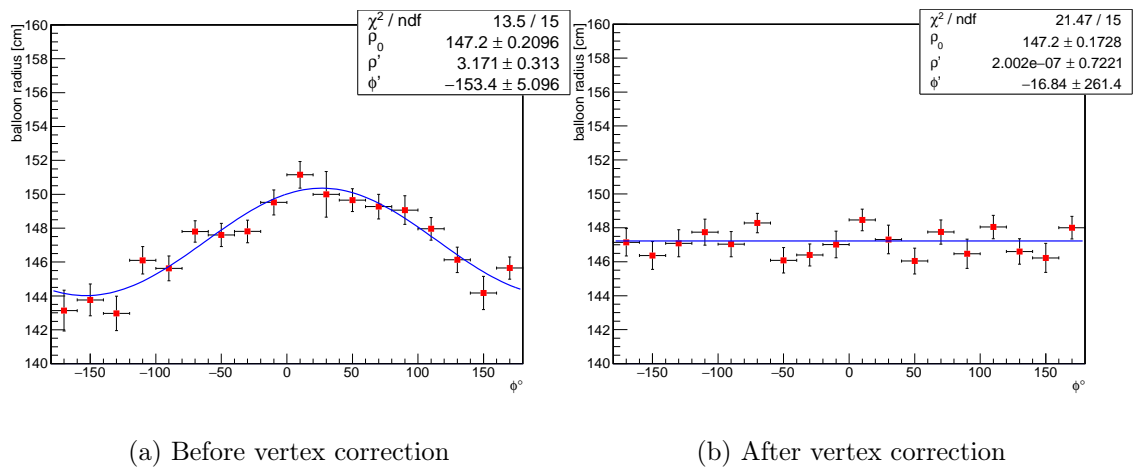 χ² / ndf 13.5 / 15
ρ₀ 147.2 ± 0.2096
ρ' 3.171 ± 0.313
ϕ' −153.4 ± 5.096
balloon radius [cm]
160
158
156
154
152
150
148
146
144
142
140
−150 −100 −50 0 50 100 150
ϕ°
(a) Before vertex correction
χ² / ndf 21.47 / 15
ρ₀ 147.2 ± 0.1728
ρ' 2.002e−07 ± 0.7221
ϕ' −16.84 ± 261.4
balloon radius [cm]
160
158
156
154
152
150
148
146
144
142
140
−150 −100 −50 0 50 100 150
ϕ°
(b) After vertex correction